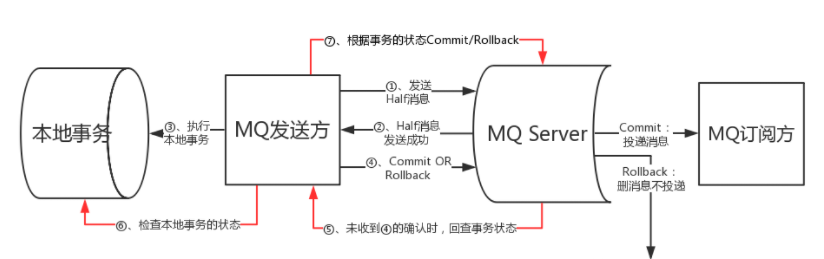 ⑦、根据事务的状态Commit/Rollback
①、发送
Half消息
本地事务
③、执行
本地事务
MQ发送方
②、Half消息
发送成功
MQ Server
Commit：
投递消息
MQ订阅方
④、Commit OR
Rollback
Rollback：
删消息不投递
⑥、检查本地事务的状态
⑤、未收到④的确认时，回查事务状态